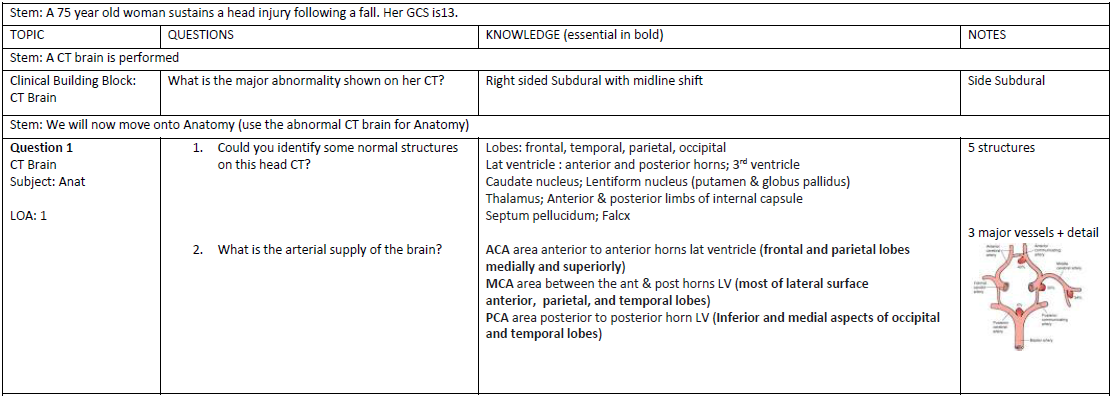 Stem: A 75 year old woman sustains a head injury following a fall. Her GCS is13.
TOPIC
QUESTIONS
KNOWLEDGE (essential in bold)
NOTES
Stem: A CT brain is performed
Clinical Building Block:
CT Brain
What is the major abnormality shown on her CT?
Right sided Subdural with midline shift
Side Subdural
Stem: We will now move onto Anatomy (use the abnormal CT brain for Anatomy)
Question 1
CT Brain
Subject: Anat
LOA: 1
1. Could you identify some normal structures
on this head CT?
Lobes: frontal, temporal, parietal, occipital
Lat ventricle : anterior and posterior horns; 3rd ventricle
Caudate nucleus; Lentiform nucleus (putamen & globus pallidus)
Thalamus; Anterior & posterior limbs of internal capsule
Septum pellucidum; Falcx
5 structures
2. What is the arterial supply of the brain?
ACA area anterior to anterior horns lat ventricle (frontal and parietal lobes
medially and superiorly)
MCA area between the ant & post horns LV (most of lateral surface
anterior, parietal, and temporal lobes)
PCA area posterior to posterior horn LV (Inferior and medial aspects of occipital
and temporal lobes)
3 major vessels + detail